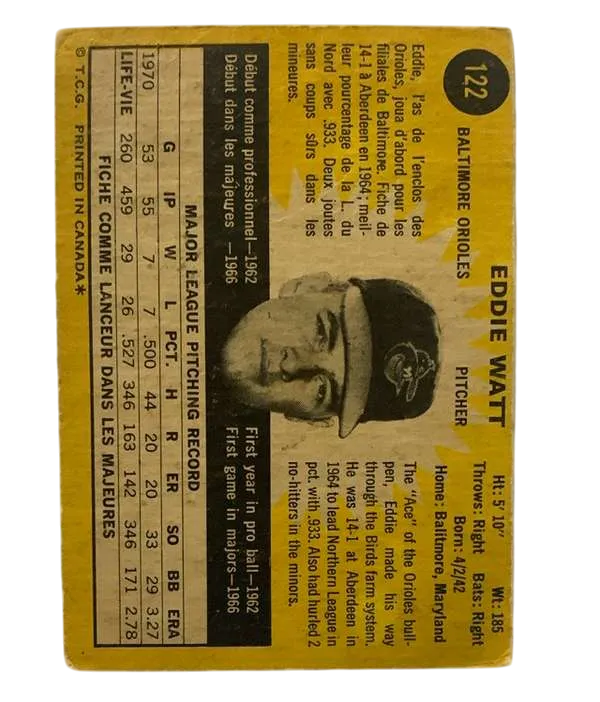 122
EDDIE WATT
BALTIMORE ORIOLES PITCHER
Ht: 5' 10" Wt: 185
Throws: Right Bats: Right
Born: 4/2/42
Home: Balitmore, Maryland
Eddie, l'as de l'enclos des
Orioles, joua d'abord pour les
filiales de Baltimore. Fiche de
14-1 à Aberdeen en 1964; meil-
leur pourcentage de la L. du
Nord avec .933. Deux joutes
sans coups sûrs dans les
mineures.
The "Ace" of the Orioles bull-
pen, Eddie made his way
through the Birds farm system.
He was 14-1 at Aberdeen in
1964 to lead Northern League in
pct. with .933. Also had hurled 2
no-hitters in the minors.
Début comme professionnel—1962
Début dans les majeures —1966
First year in pro ball—1962
First game in majors—1966
MAJOR LEAGUE PITCHING RECORD
G IP W L PCT. H R ER SO BB ERA
1970 53 55 7 7 .500 44 20 20 33 29 3.27
LIFE-VIE 260 459 29 26 .527 346 163 142 346 171 2.78
FICHE COMME LANCEUR DANS LES MAJEURES
© T.C.G. PRINTED IN CANADA*